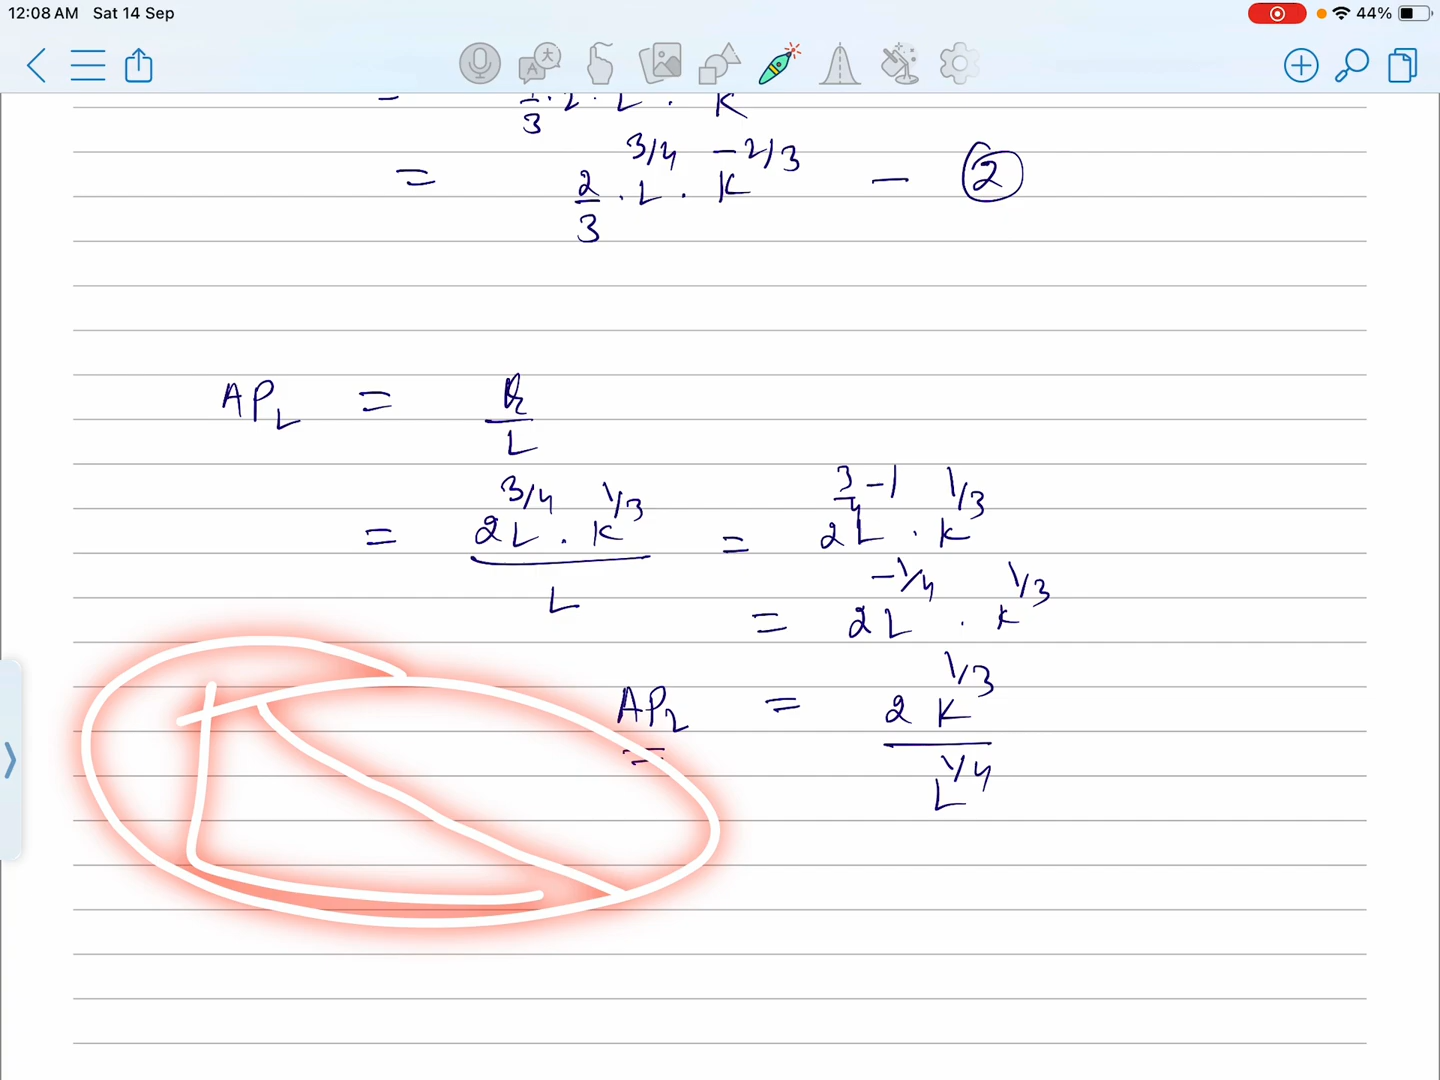 12:08 AM Sat 14 Sep 44%
= 3 L · K
= 2/3 · L^3/4 · K^-2/3 - ②
AP_L = /L
= 2L^3/4 · K^1/3 / L = 2L^3/4 - 1 · K^1/3
= 2L^-1/4 · K^1/3
AP_L = 2K^1/3 / L^1/4